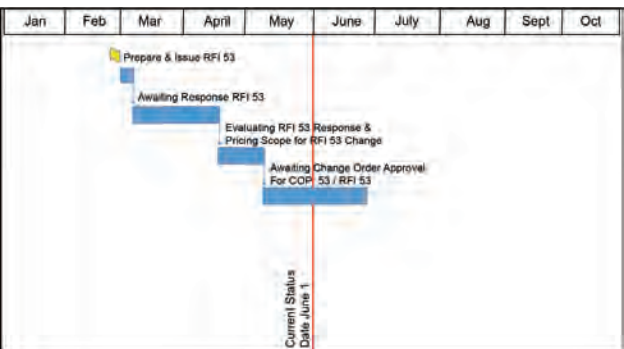 Jan Feb Mar April May June July Aug Sept Oct
Prepare & Issue RFI 53
Awaiting Response RFI 53
Evaluating RFI 53 Response &
Pricing Scope for RFI 53 Change
Awaiting Change Order Approval
For COP 53 / RFI 53
Current Status
Date June 1